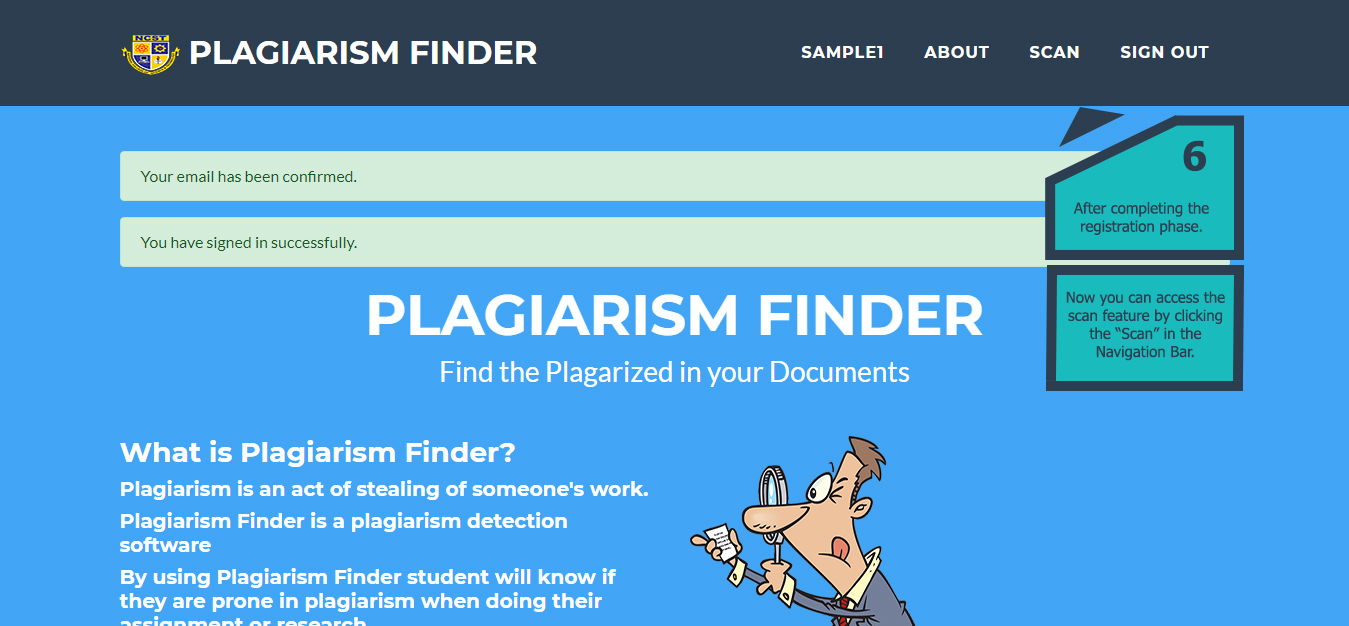 NCST
PLAGIARISM FINDER
SAMPLE1
ABOUT
SCAN
SIGN OUT
Your email has been confirmed.
You have signed in successfully.
6
After completing the
registration phase.
Now you can access the
scan feature by clicking
the “Scan” in the
Navigation Bar.
PLAGIARISM FINDER
Find the Plagarized in your Documents
What is Plagiarism Finder?
Plagiarism is an act of stealing of someone's work.
Plagiarism Finder is a plagiarism detection
software
By using Plagiarism Finder student will know if
they are prone in plagiarism when doing their
assignment or research